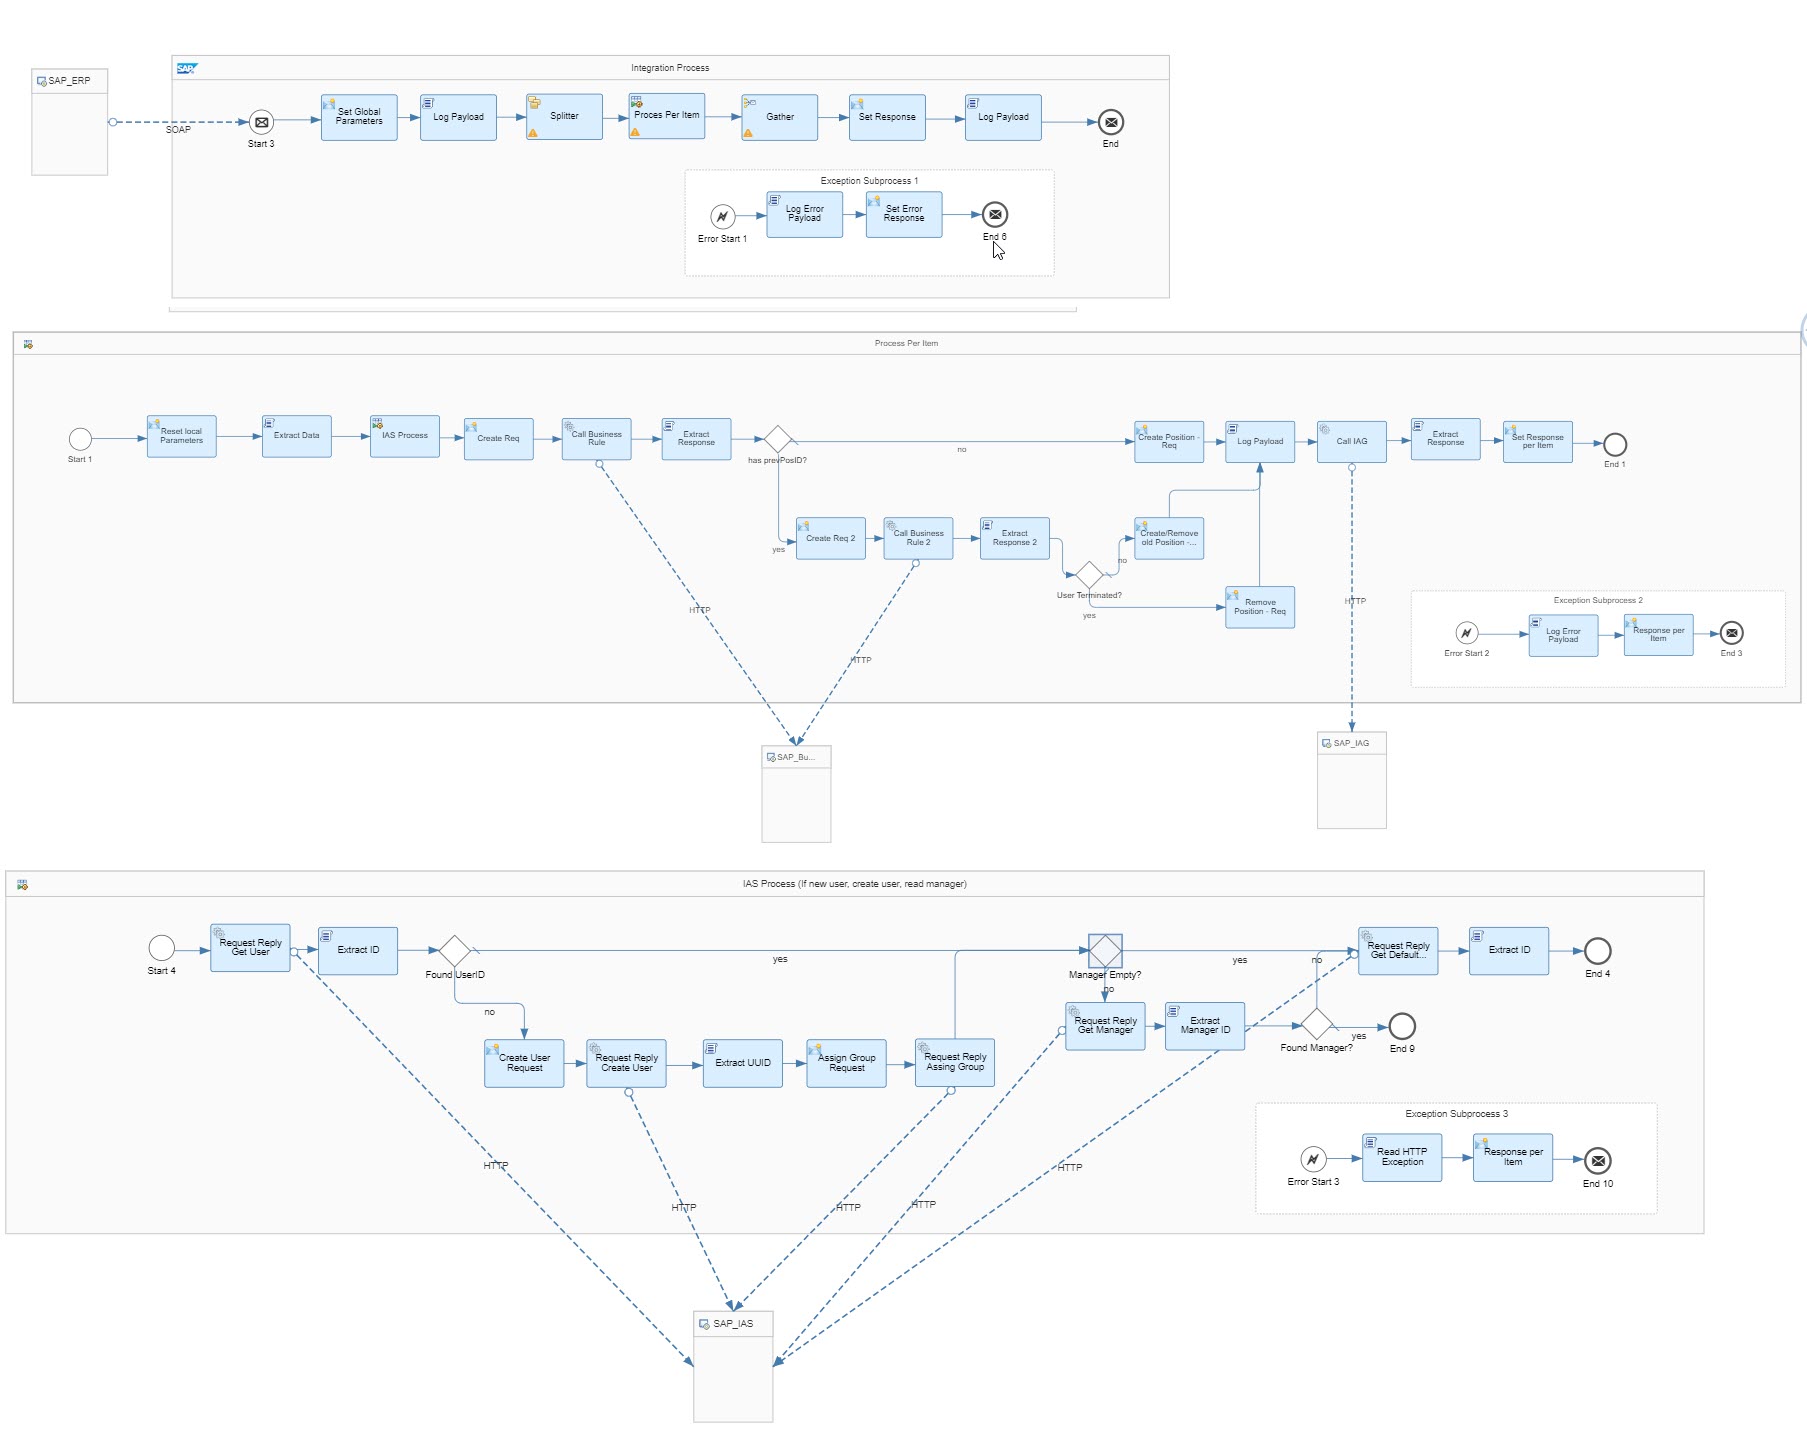 SAP
Integration Process
SAP_ERP
SOAP
Start 3
Set Global
Parameters
Log Payload
Splitter
Proces Per Item
Gather
Set Response
Log Payload
End
Exception Subprocess 1
Error Start 1
Log Error
Payload
Set Error
Response
End 6
Process Per Item
Start 1
Reset local
Parameters
Extract Data
IAS Process
Create Req
Call Business
Rule
Extract
Response
has prevPosID?
no
Create Position -
Req
Log Payload
Call IAG
Extract
Response
Set Response
per Item
End 1
yes
Create Req 2
Call Business
Rule 2
Extract
Response 2
User Terminated?
no
Create/Remove
old Position -...
yes
Remove
Position - Req
HTTP
HTTP
HTTP
Exception Subprocess 2
Error Start 2
Log Error
Payload
Response per
Item
End 3
SAP_Bu...
SAP_IAG
IAS Process (If new user, create user, read manager)
Start 4
Request Reply
Get User
Extract ID
Found UserID
yes
Manager Empty?
yes
no
Request Reply
Get Default...
Extract ID
End 4
no
no
Request Reply
Get Manager
Extract
Manager ID
Found Manager?
yes
End 9
Create User
Request
Request Reply
Create User
Extract UUID
Assign Group
Request
Request Reply
Assing Group
Exception Subprocess 3
Error Start 3
Read HTTP
Exception
Response per
Item
End 10
HTTP
HTTP
HTTP
HTTP
HTTP
SAP_IAS